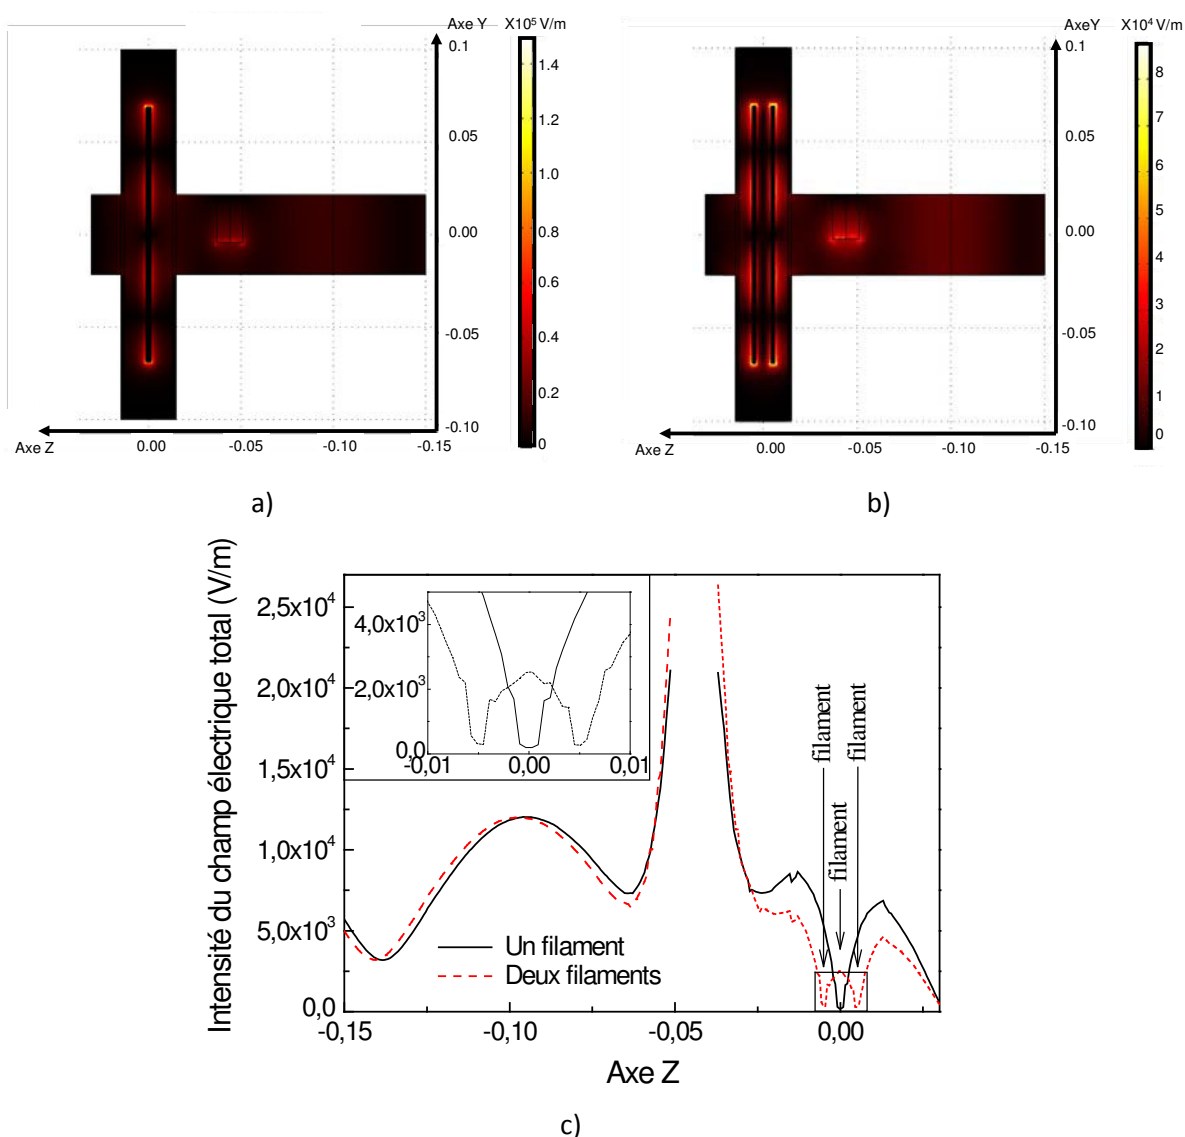 Axe Y X10⁵ V/m
0.1
1.4
1.2
0.05
1.0
0.8
0.00
0.6
-0.05
0.4
0.2
-0.10
0
Axe Z 0.00 -0.05 -0.10 -0.15
a)
AxeY X10⁴ V/m
0.1
8
7
0.05
6
5
0.00
4
3
-0.05
2
1
0
-0.10
Axe Z 0.00 -0.05 -0.10 -0.15
b)
Intensité du champ électrique total (V/m)
2,5x10⁴
2,0x10⁴
1,5x10⁴
1,0x10⁴
5,0x10³
0,0
4,0x10³
2,0x10³
0,0
-0,01 0,00 0,01
filament
filament
filament
Un filament
Deux filaments
-0,15 -0,10 -0,05 0,00
Axe Z
c)